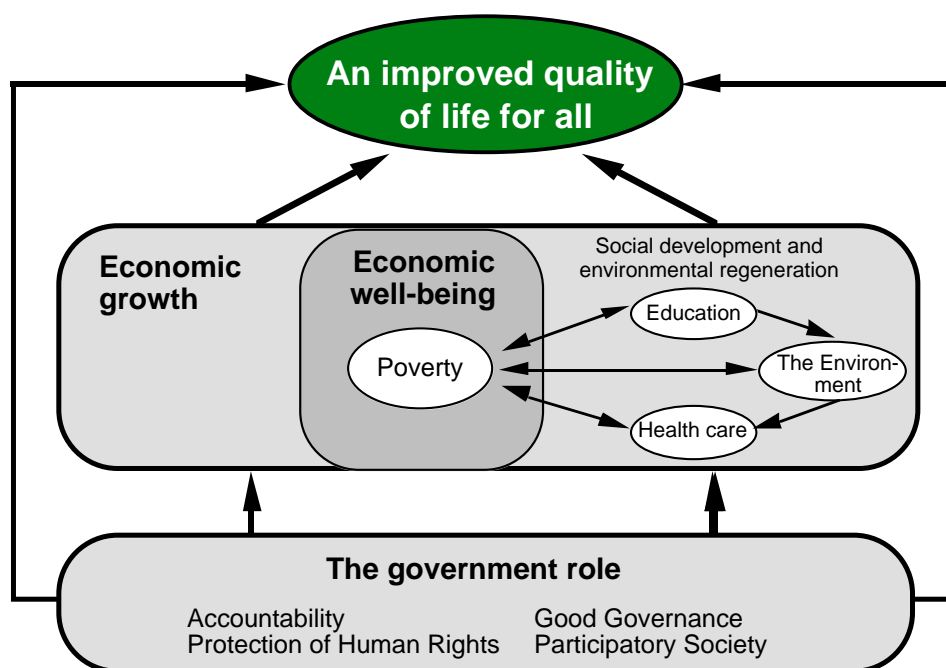 An improved quality
of life for all
Economic
growth
Economic
well-being
Poverty
Social development and
environmental regeneration
Education
The Environ-
ment
Health care
The government role
Accountability
Protection of Human Rights
Good Governance
Participatory Society